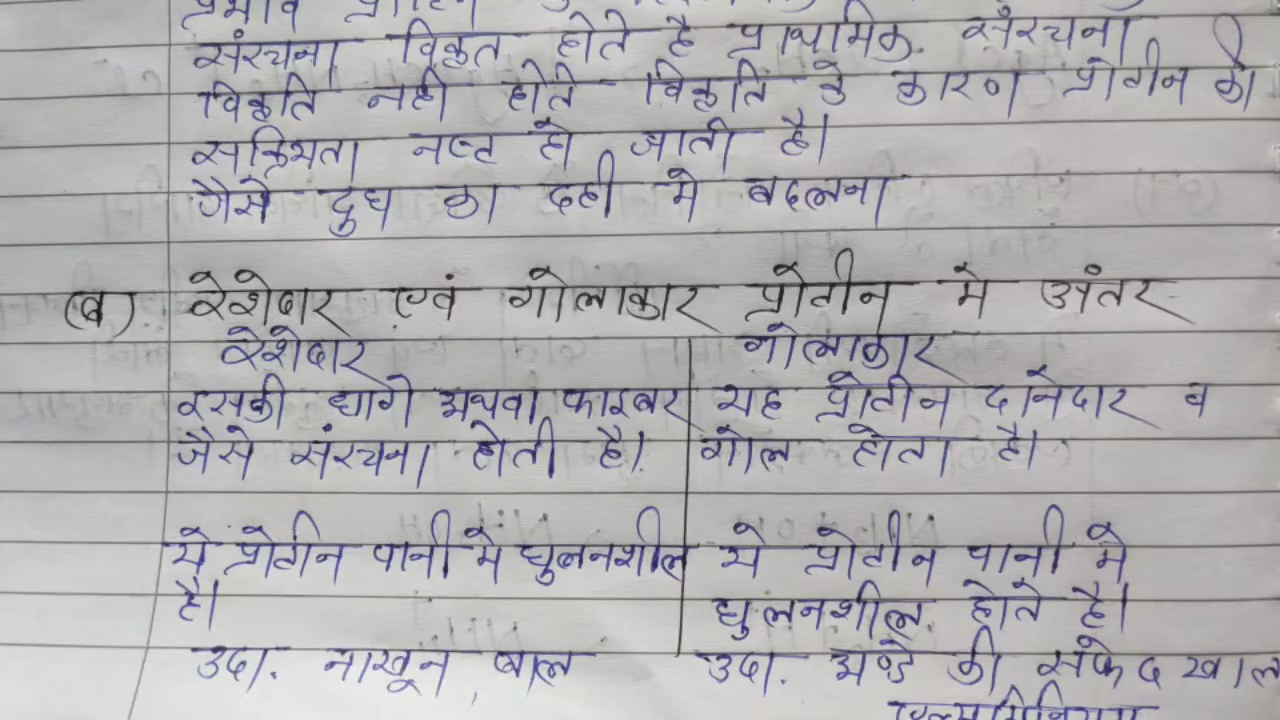 संरचना विकृत होते है प्राथमिक संरचना
विकृति नही होते विकृति के कारण प्रोटीन की
सक्रियता नष्ट हो जाती है।
जैसे दुध का दही मे बदलना
(ब) रेशेदार एवं गोलाकार प्रोटीन मे अंतर
रेशेदार गोलाकार
इसकी धागे अथवा फाइबर यह प्रोटीन दानेदार व
जैसे संरचना होती है। गोल होता है।
ये प्रोटीन पानी मे घुलनशील ये प्रोटीन पानी मे
है। घुलनशील होते है।
उदा. नाखून, बाल उदा. अण्डे की सफेद खाल